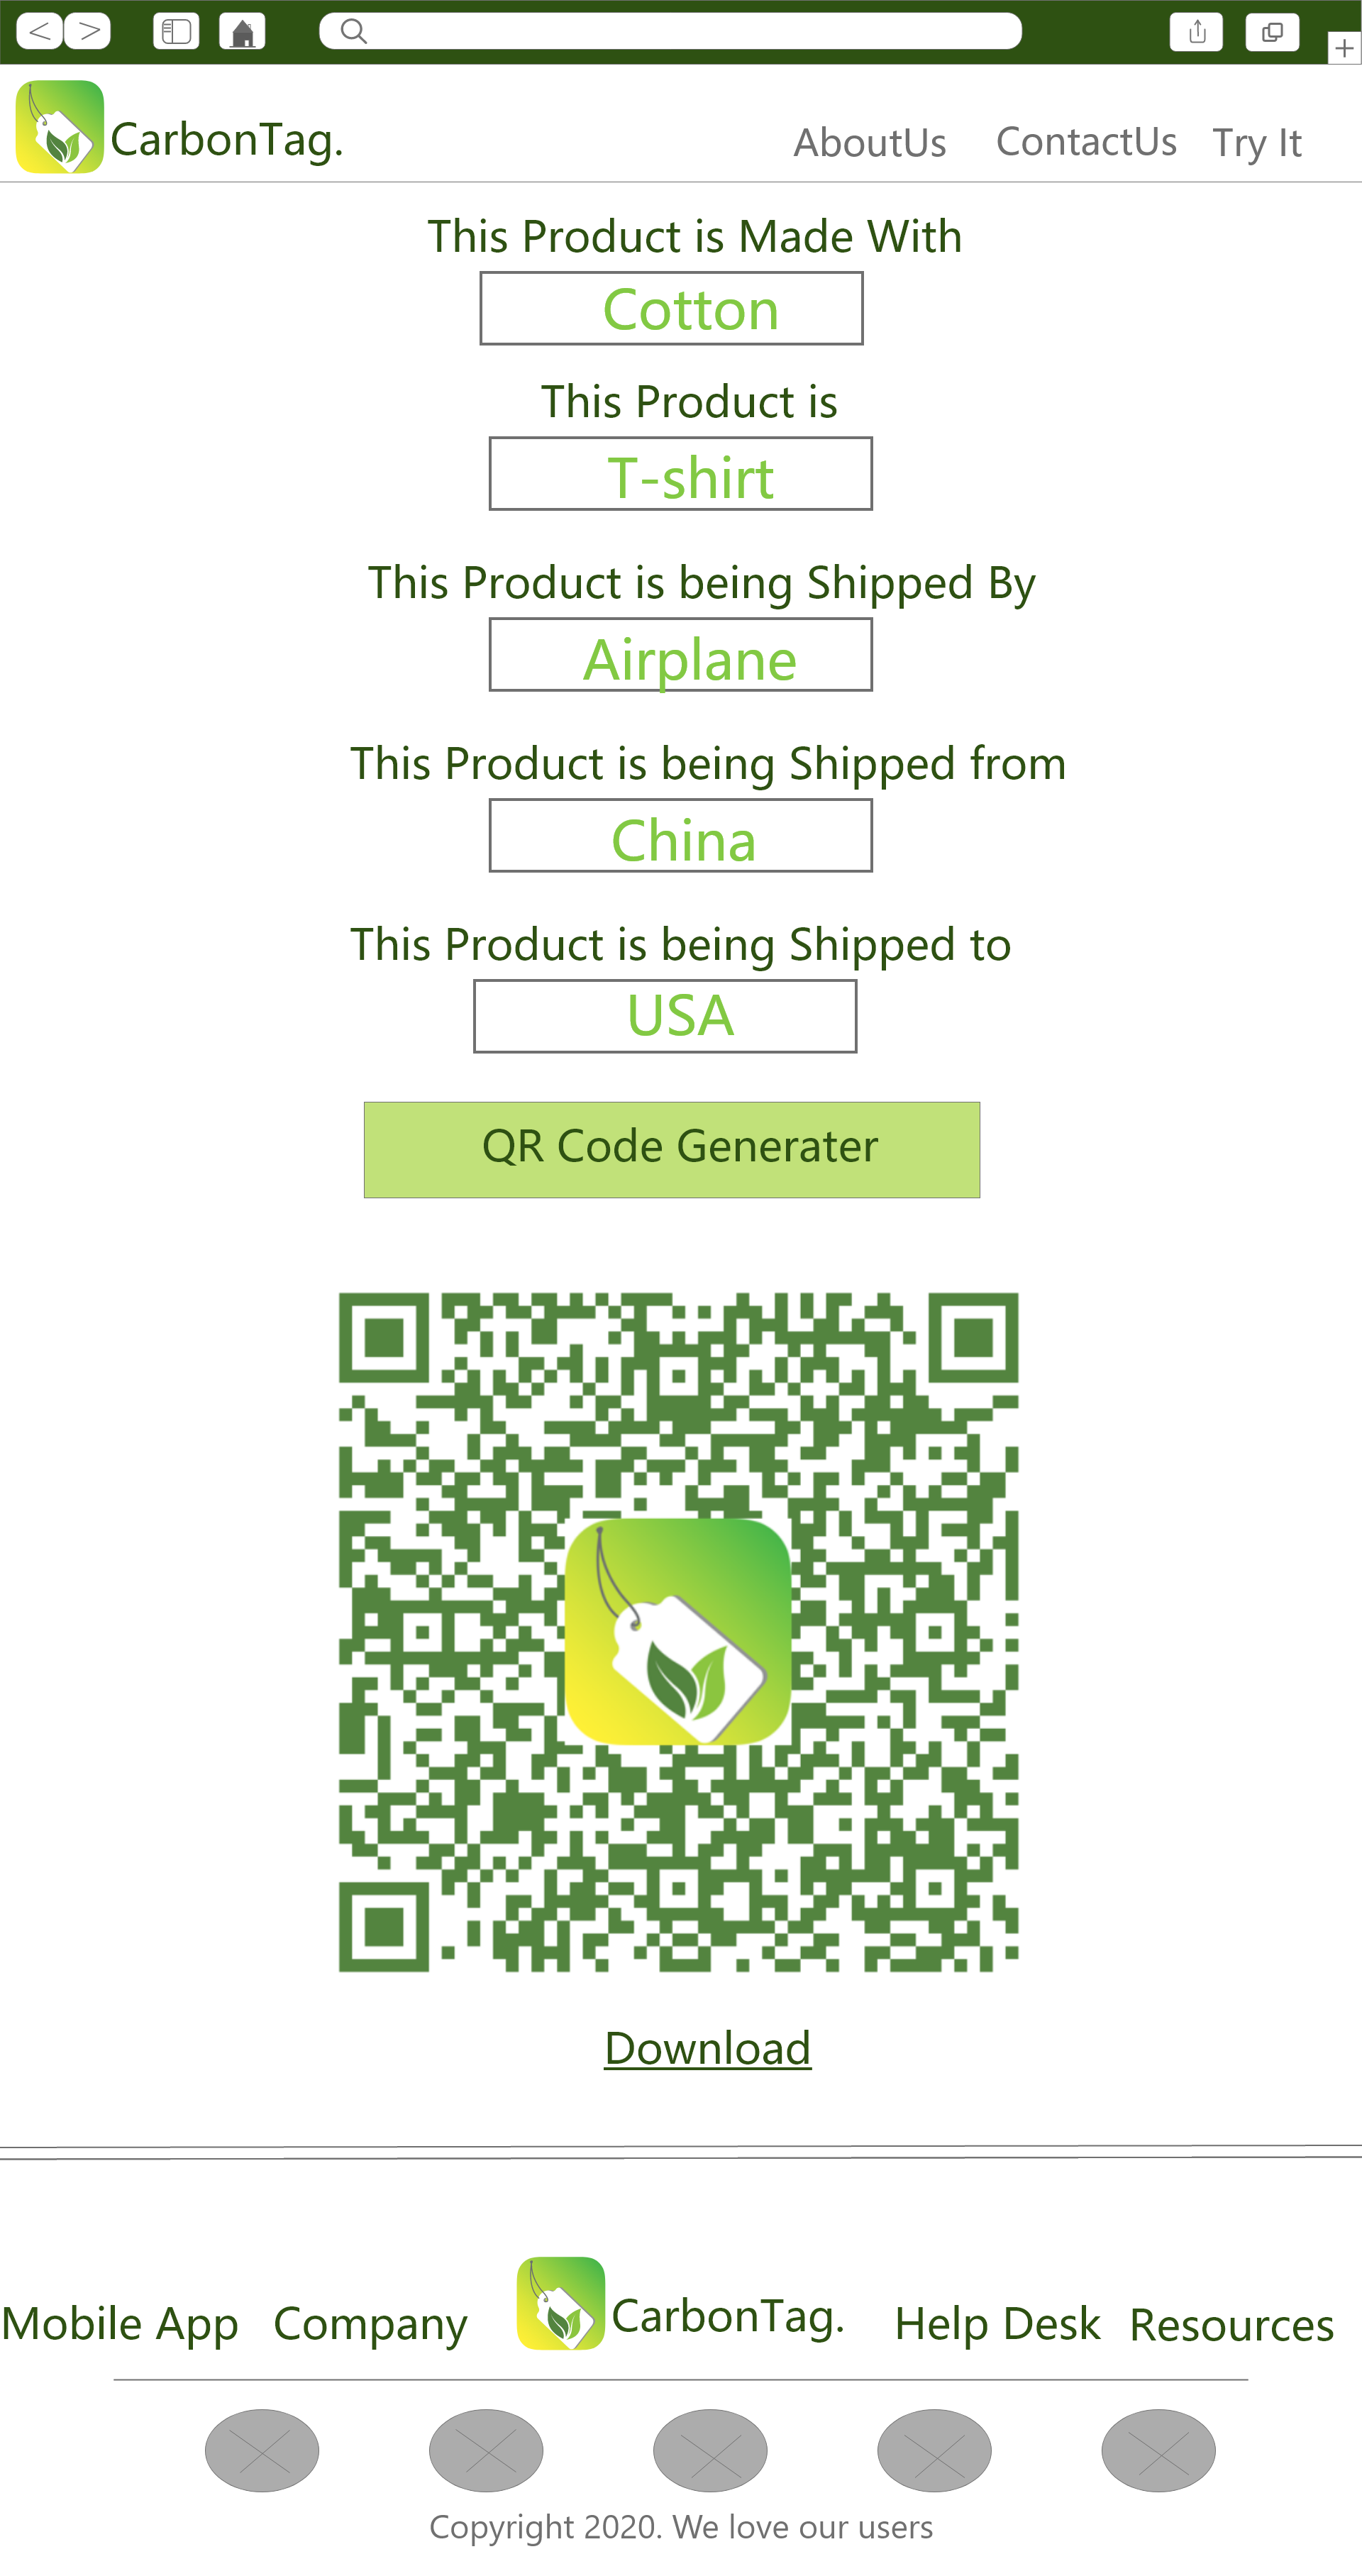 CarbonTag.
AboutUs ContactUs Try It
This Product is Made With
Cotton
This Product is
T-shirt
This Product is being Shipped By
Airplane
This Product is being Shipped from
China
This Product is being Shipped to
USA
QR Code Generater
Download
Mobile App Company CarbonTag. Help Desk Resources
Copyright 2020. We love our users